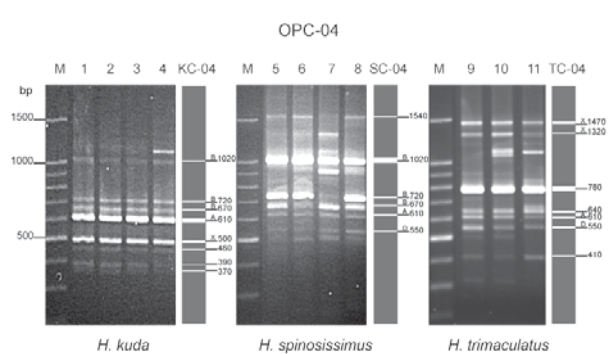 OPC-04
M 1 2 3 4 KC-04 M 5 6 7 8 SC-04 M 9 10 11 TC-04
bp
1500
1000
500
B 1020
B 720
670
A 610
A 500
460
390
370
1540
B 1020
B 720
B 670
A 610
C 550
A 1470
A 1320
780
640
A 610
550
410
H. kuda H. spinosissimus H. trimaculatus